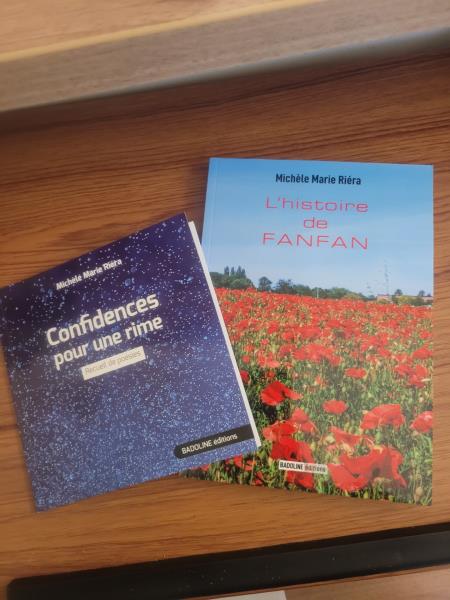 Michèle Marie Riéra
Confidences
pour une rime
Recueil de poésies
BADOLINE éditions
Michèle Marie Riéra
L'histoire
de
FANFAN
BADOLINE éditions